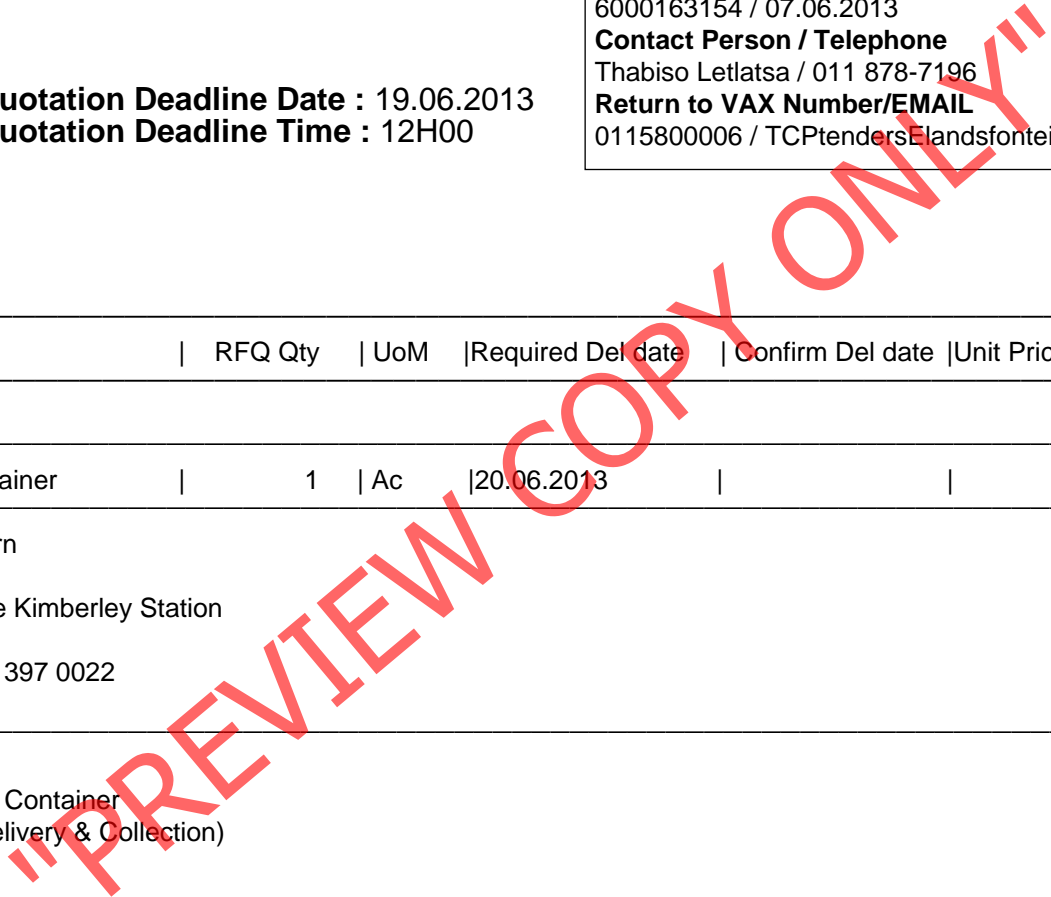 6000163154 / 07.06.2013
Contact Person / Telephone
Thabiso Letlatsa / 011 878-7196
Return to VAX Number/EMAIL
0115800006 / TCPtendersElandsfontei
uotation Deadline Date : 19.06.2013
uotation Deadline Time : 12H00
| RFQ Qty | UoM |Required Del date | Confirm Del date |Unit Pric
ainer | 1 | Ac |20.06.2013 | |
rn
e Kimberley Station
397 0022
Container
elivery & Collection)
"PREVIEW COPY ONLY"